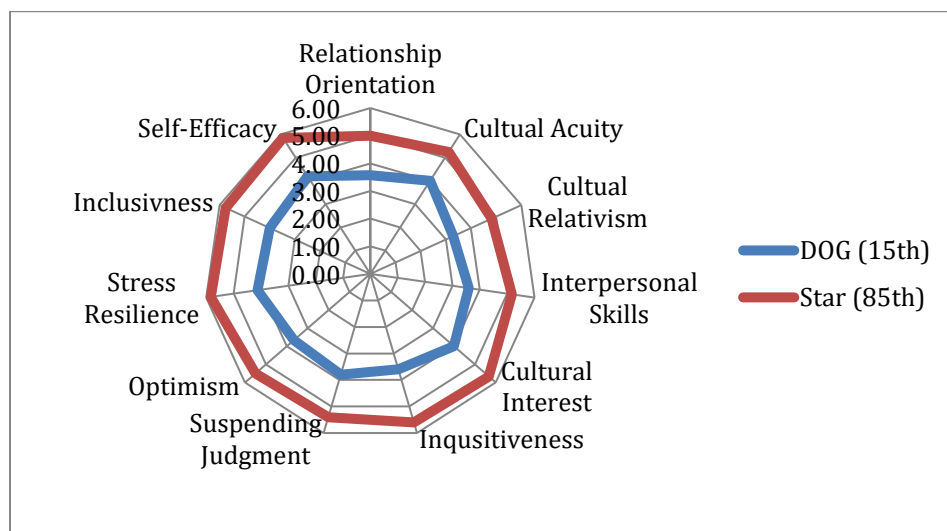 Relationship
Orientation
6.00
5.00
4.00
3.00
2.00
1.00
0.00
Cultual Acuity
Cultual
Relativism
Interpersonal
Skills
Cultural
Interest
Inqusitiveness
Suspending
Judgment
Optimism
Stress
Resilience
Inclusivness
Self-Efficacy
DOG (15th)
Star (85th)